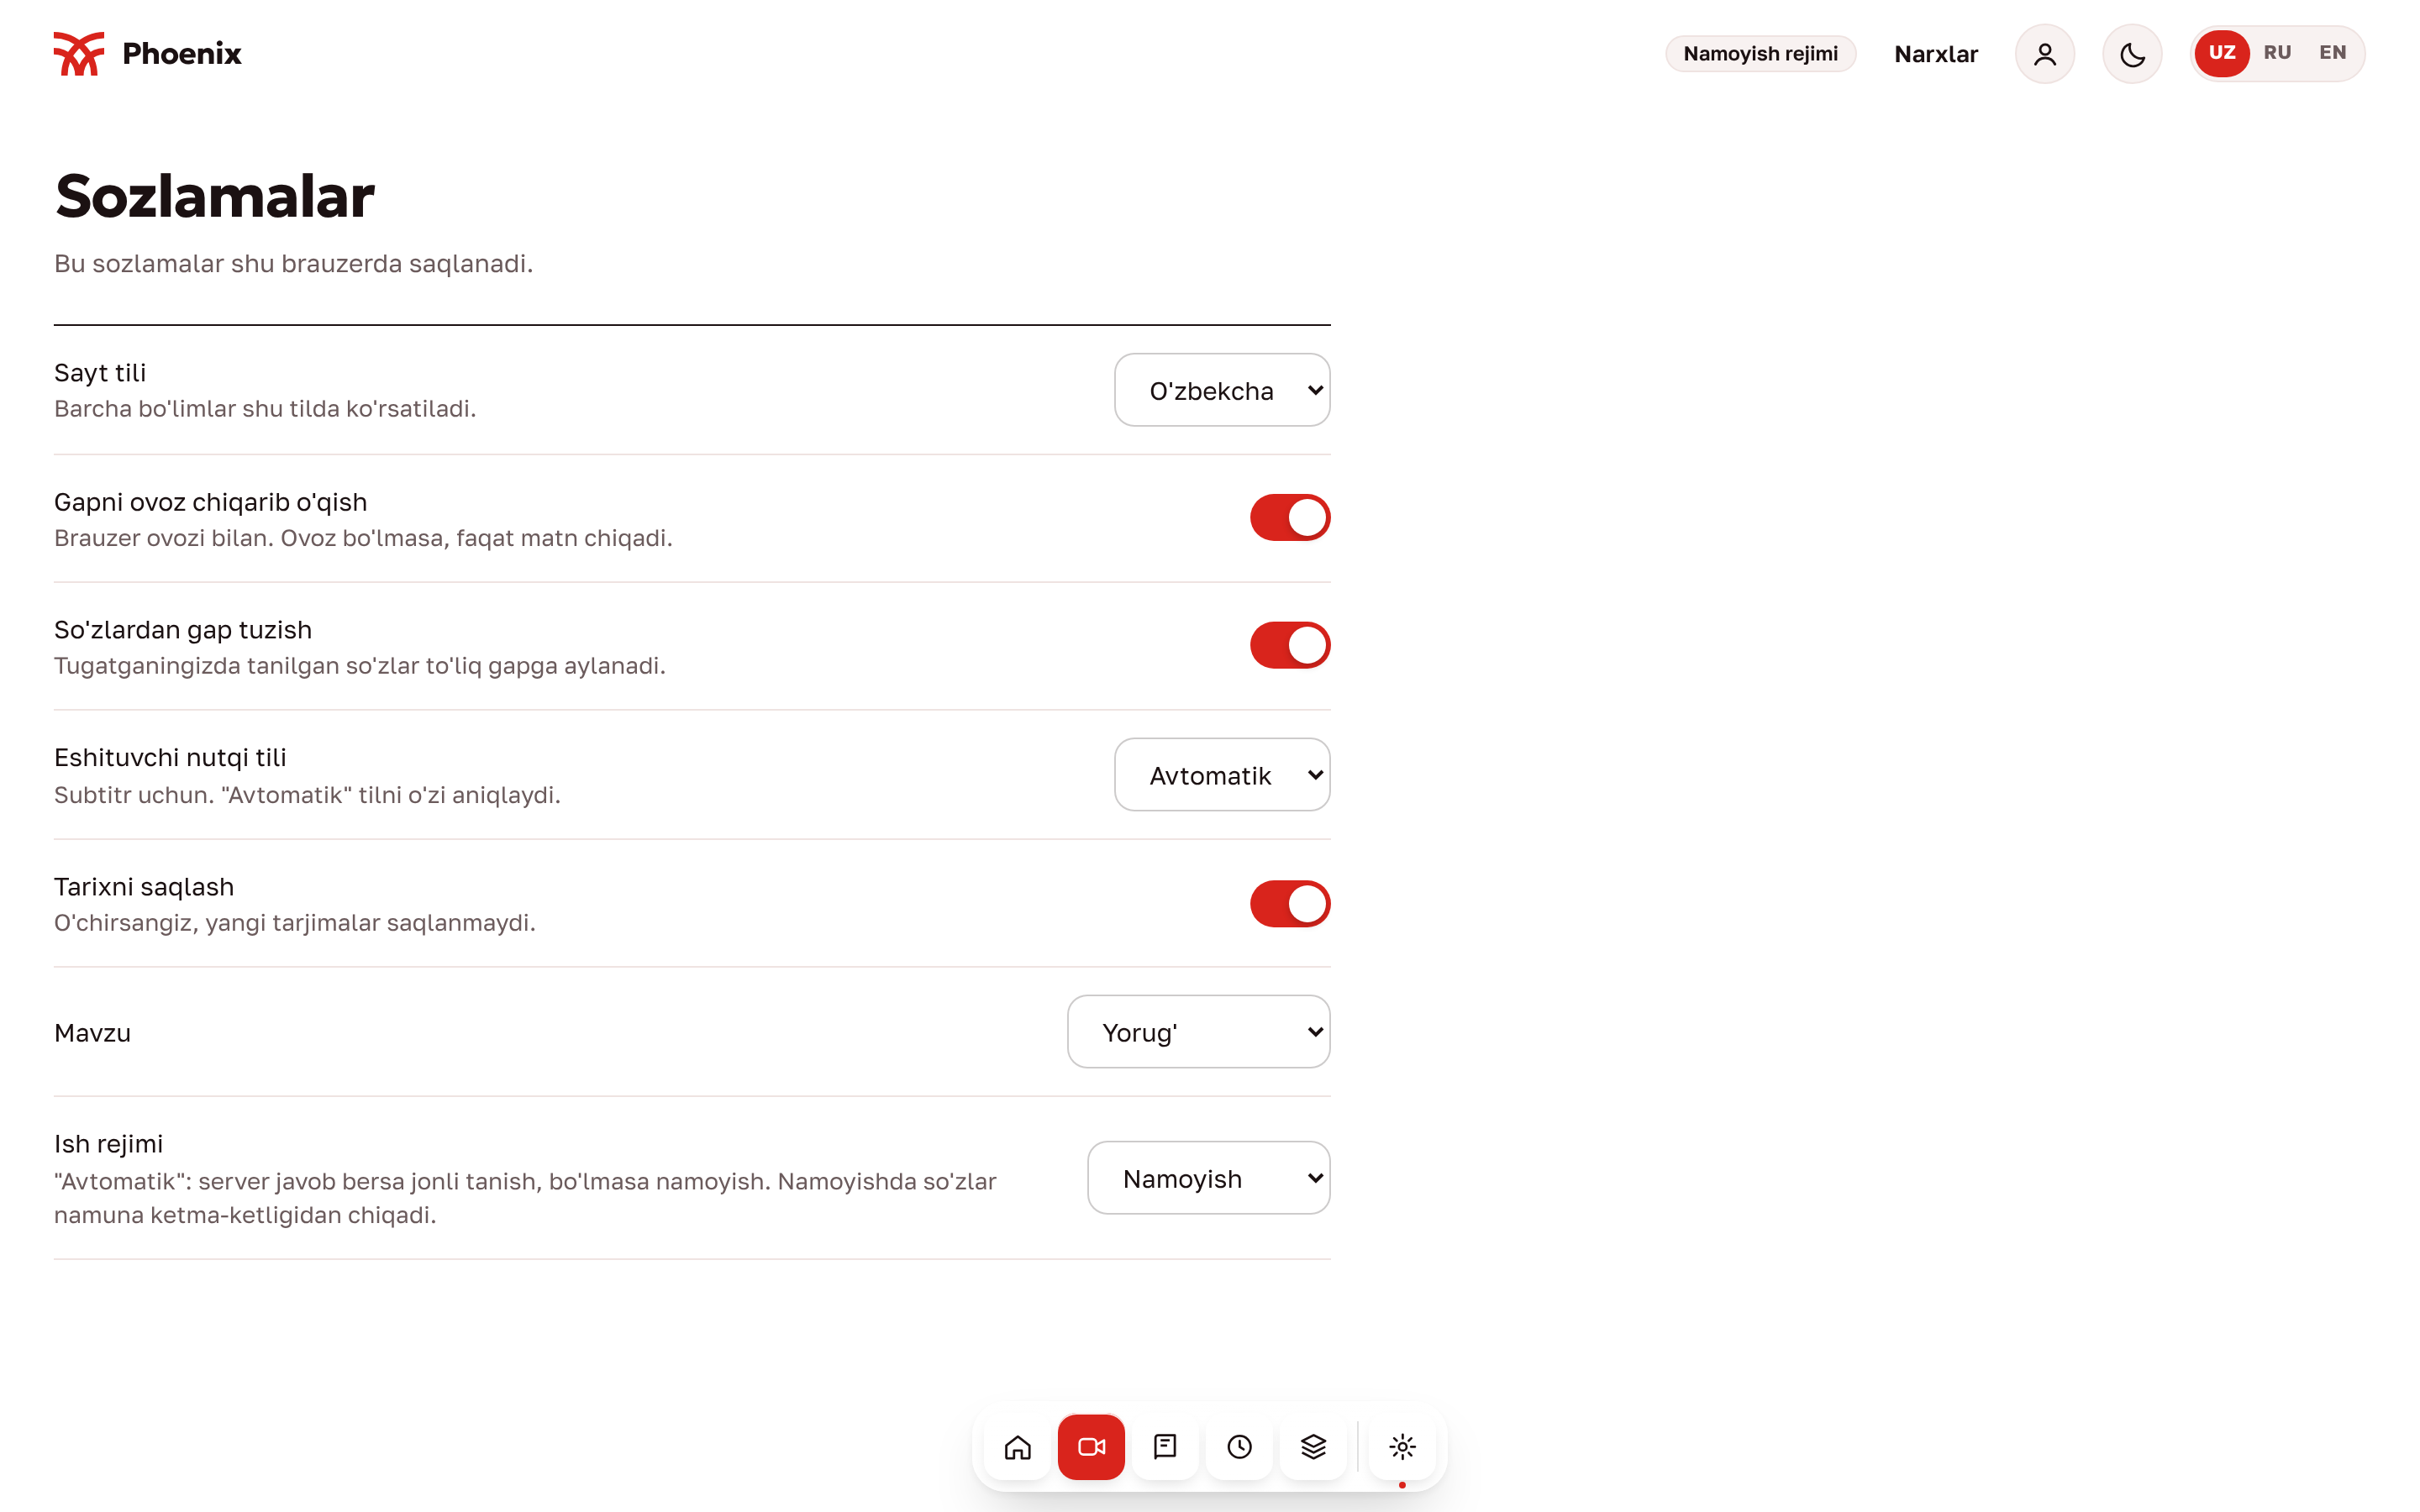 Phoenix
Namoyish rejimi
Narxlar
UZ RU EN
Sozlamalar
Bu sozlamalar shu brauzerda saqlanadi.
Sayt tili
Barcha bo'limlar shu tilda ko'rsatiladi.
O'zbekcha
Gapni ovoz chiqarib o'qish
Brauzer ovozi bilan. Ovoz bo'lmasa, faqat matn chiqadi.
So'zlardan gap tuzish
Tugatganingizda tanilgan so'zlar to'liq gapga aylanadi.
Eshituvchi nutqi tili
Subtitr uchun. "Avtomatik" tilni o'zi aniqlaydi.
Avtomatik
Tarixni saqlash
O'chirsangiz, yangi tarjimalar saqlanmaydi.
Mavzu
Yorug'
Ish rejimi
"Avtomatik": server javob bersa jonli tanish, bo'lmasa namoyish. Namoyishda so'zlar
namuna ketma-ketligidan chiqadi.
Namoyish